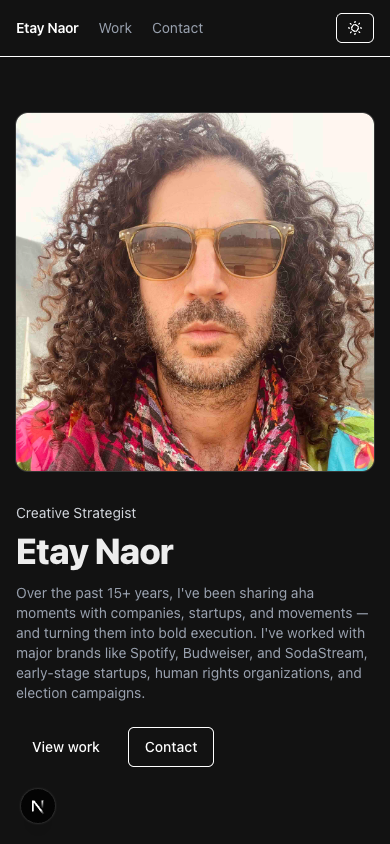 Etay Naor Work Contact
Creative Strategist
Etay Naor
Over the past 15+ years, I've been sharing aha
moments with companies, startups, and movements —
and turning them into bold execution. I've worked with
major brands like Spotify, Budweiser, and SodaStream,
early-stage startups, human rights organizations, and
election campaigns.
View work Contact
N